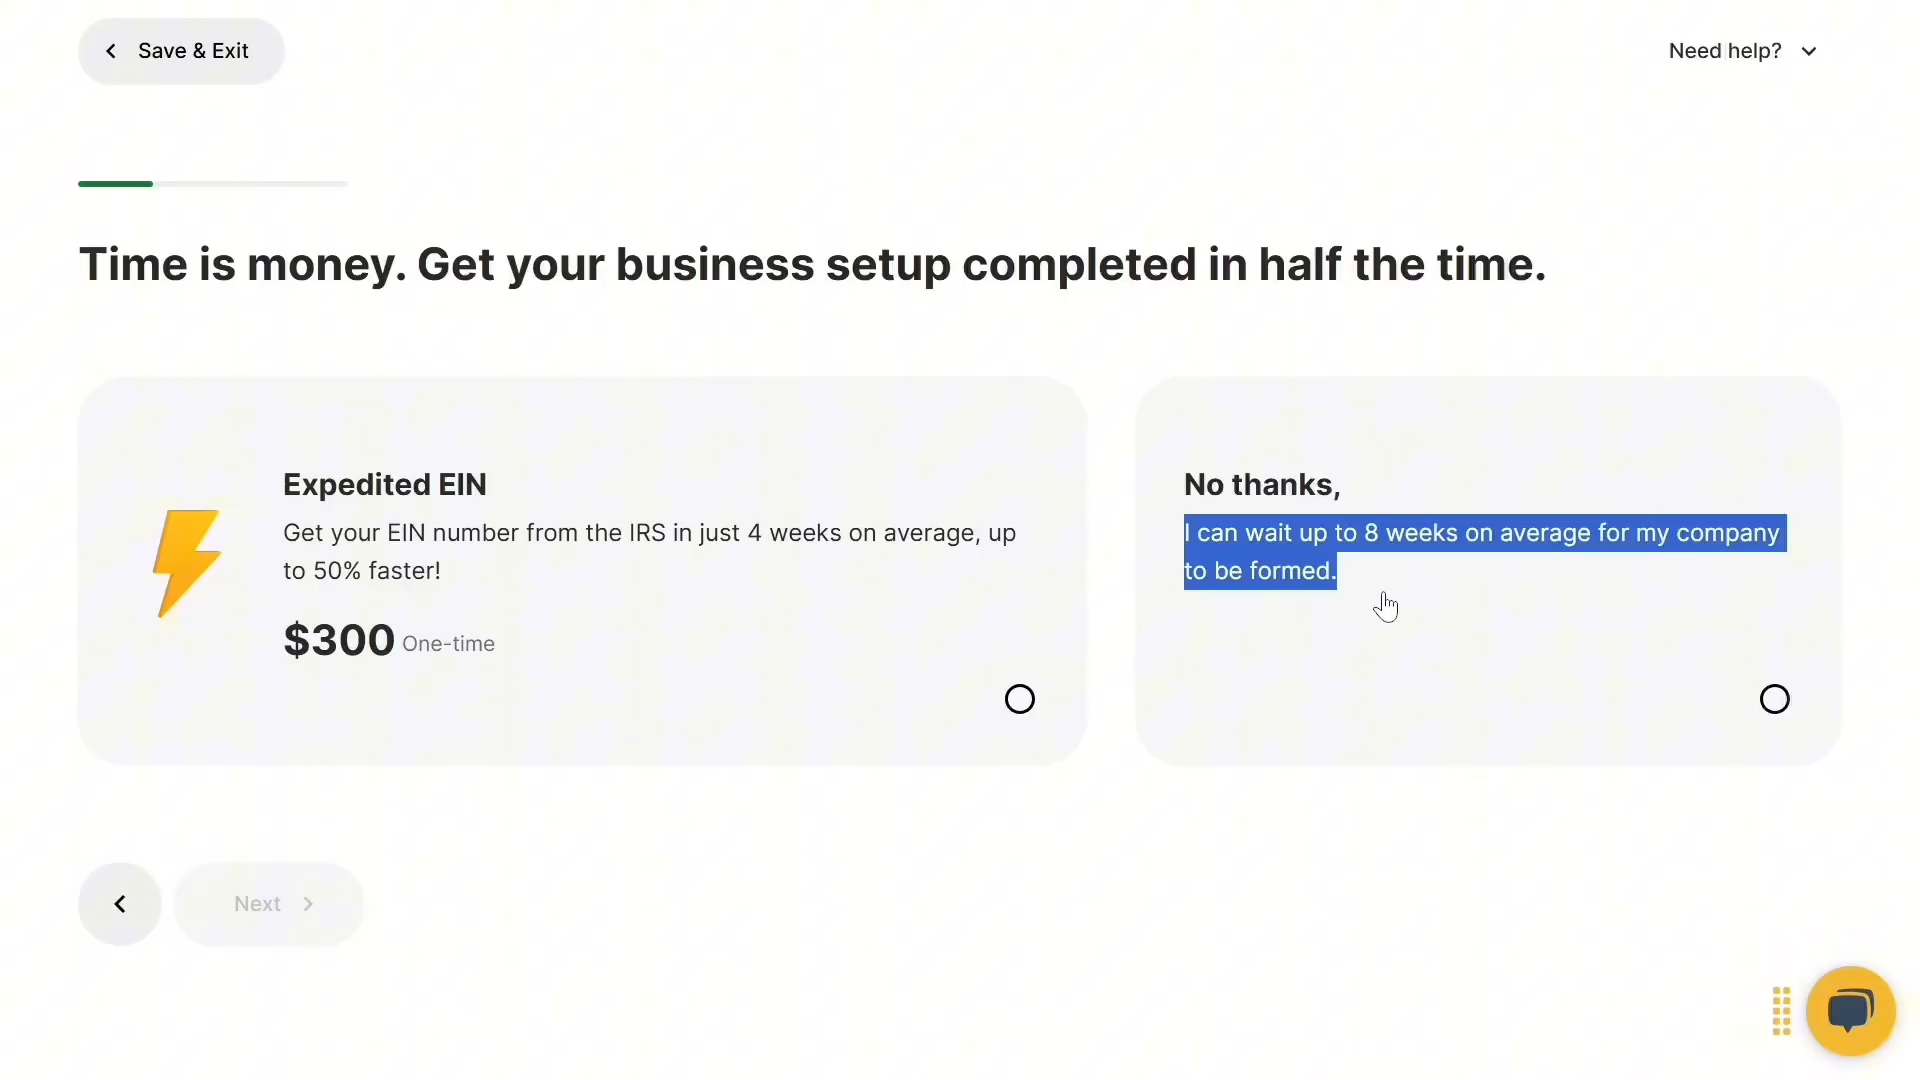 Save & Exit
Need help?
Time is money. Get your business setup completed in half the time.
Expedited EIN
Get your EIN number from the IRS in just 4 weeks on average, up
to 50% faster!
$300 One-time
No thanks,
I can wait up to 8 weeks on average for my company
to be formed.
Next